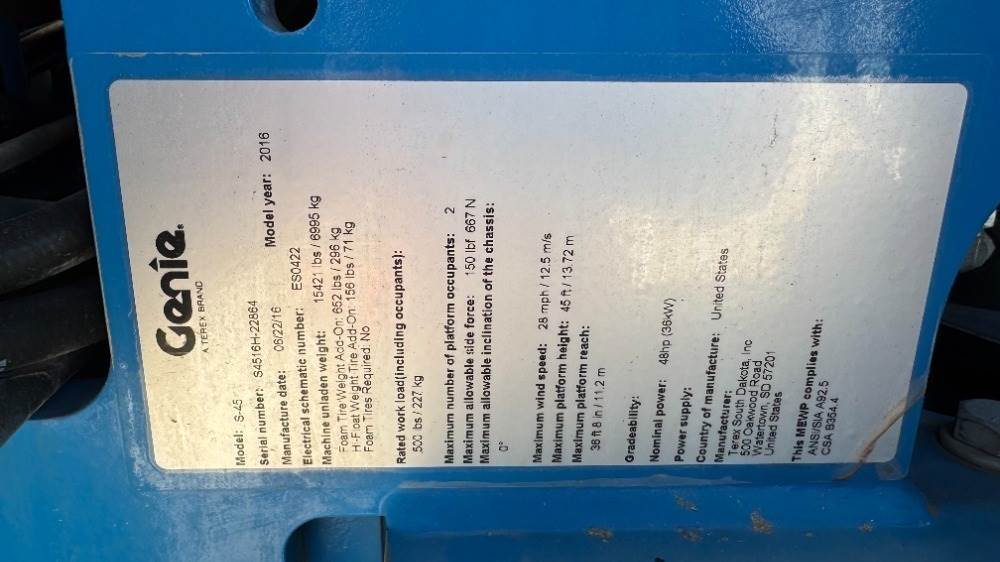 Genie
A TEREX BRAND
Model: S-45
Serial number: S4516H-22864
Manufacture date: 06/22/16 Model year: 2016
Electrical schematic number: ES0422
Machine unladen weight: 15421 lbs / 6995 kg
Foam Tire Weight Add-On: 652 lbs / 296 kg
H-Float Weight Tire Add-On: 156 lbs / 71 kg
Foam Tires Required: No
Rated work load(including occupants):
500 lbs / 227 kg
Maximum number of platform occupants: 2
Maximum allowable side force: 150 lbf 667 N
Maximum allowable inclination of the chassis:
0°
Maximum wind speed: 28 mph / 12.5 m/s
Maximum platform height: 45 ft / 13.72 m
Maximum platform reach:
36 ft 8 in / 11.2 m
Gradeability:
Nominal power: 48hp (36kW)
Power supply:
Country of manufacture: United States
Manufacturer:
Terex South Dakota, Inc
500 Oakwood Road
Watertown, SD 57201
United States
This MEWP complies with:
ANSI/SIA A92.5
CSA B354.4